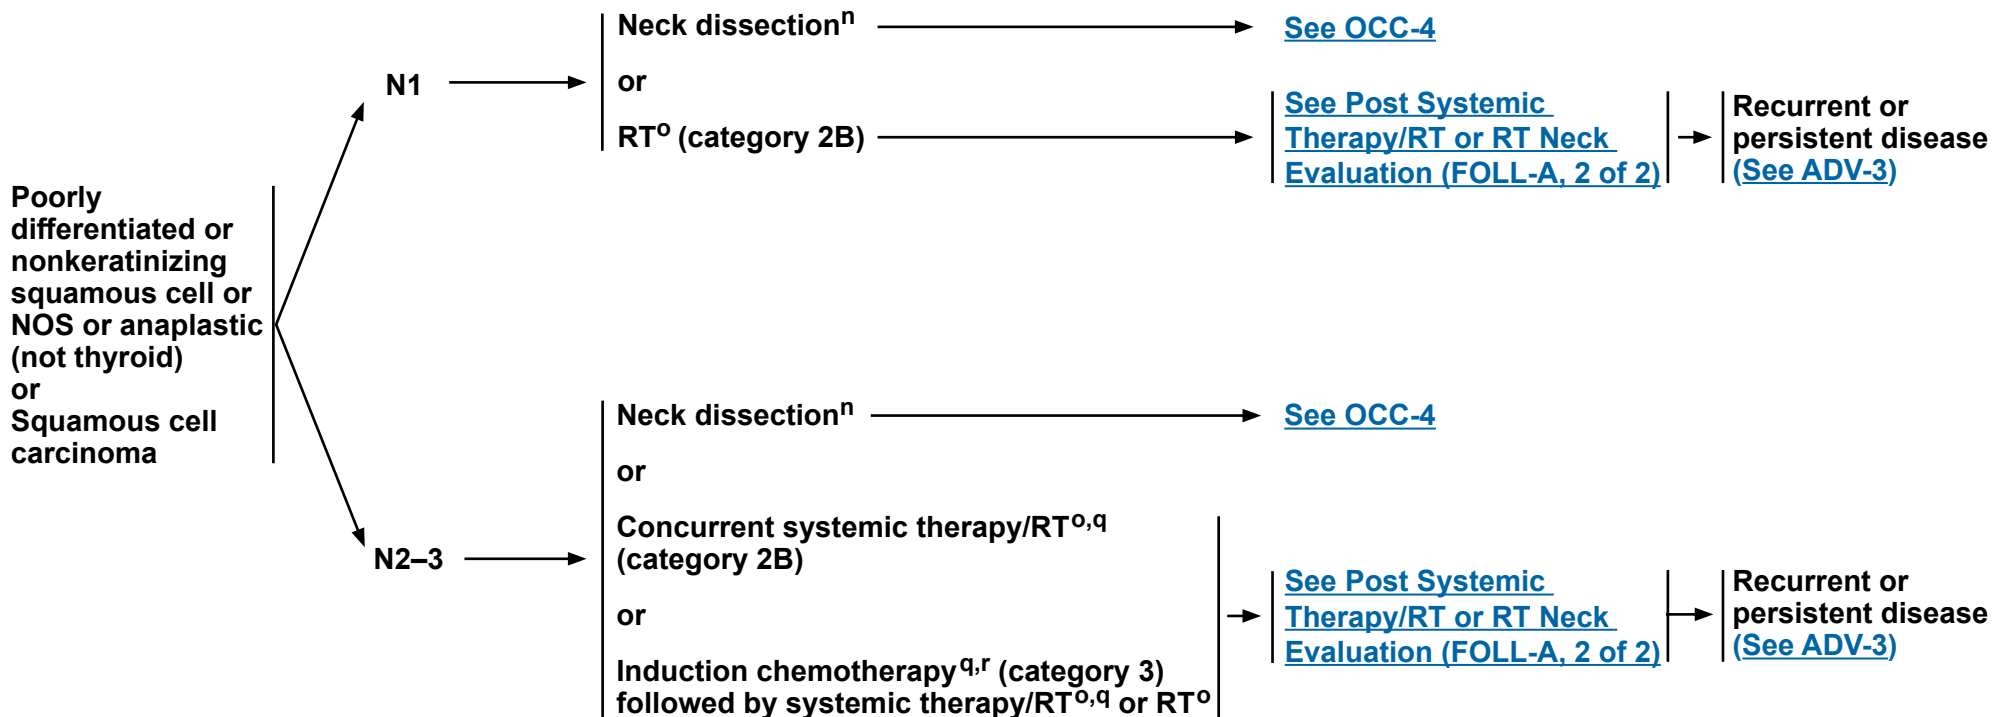 Poorly
differentiated or
nonkeratinizing
squamous cell or
NOS or anaplastic
(not thyroid)
or
Squamous cell
carcinoma
N1
Neck dissectionⁿ
See OCC-4
or
RTᵒ (category 2B)
See Post Systemic
Therapy/RT or RT Neck
Evaluation (FOLL-A, 2 of 2)
Recurrent or
persistent disease
(See ADV-3)
N2–3
Neck dissectionⁿ
See OCC-4
or
Concurrent systemic therapy/RTᵒ,q
(category 2B)
or
Induction chemotherapy q,r (category 3)
followed by systemic therapy/RTᵒ,q or RTᵒ
See Post Systemic
Therapy/RT or RT Neck
Evaluation (FOLL-A, 2 of 2)
Recurrent or
persistent disease
(See ADV-3)